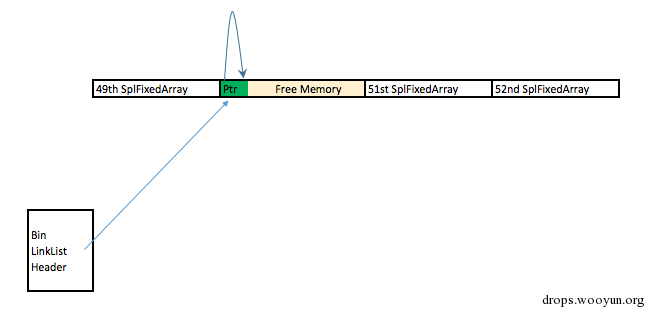 49th SplFixedArray Ptr Free Memory 51st SplFixedArray 52nd SplFixedArray
Bin
LinkList
Header
drops.wooyun.org